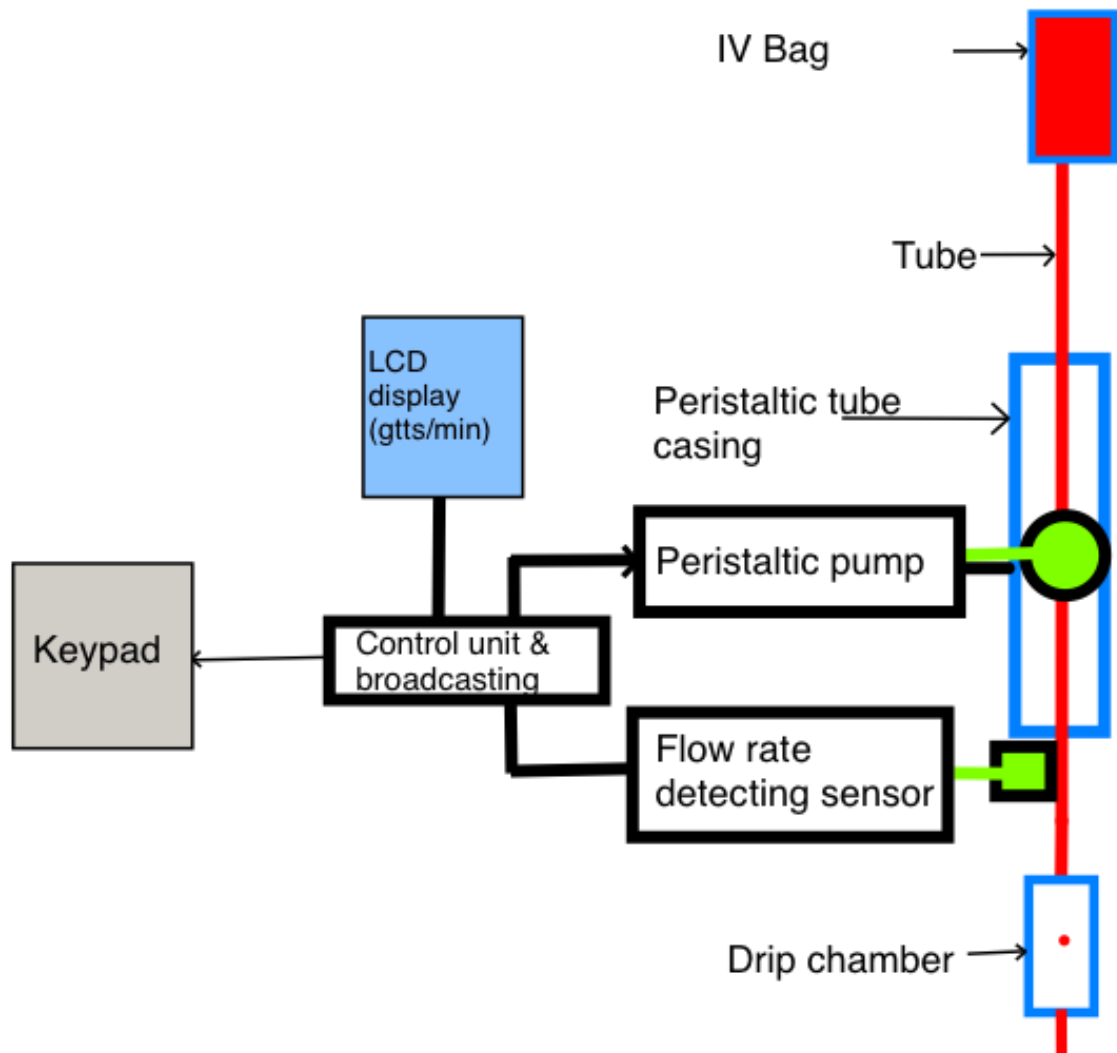 IV Bag
Tube
LCD
display
(gtts/min)
Peristaltic tube
casing
Peristaltic pump
Keypad
Control unit &
broadcasting
Flow rate
detecting sensor
Drip chamber